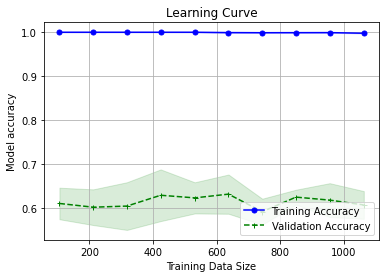 Learning Curve
1.0
0.9
0.8
0.7
0.6
Model accuracy
Training Accuracy
Validation Accuracy
200
400
600
800
1000
Training Data Size